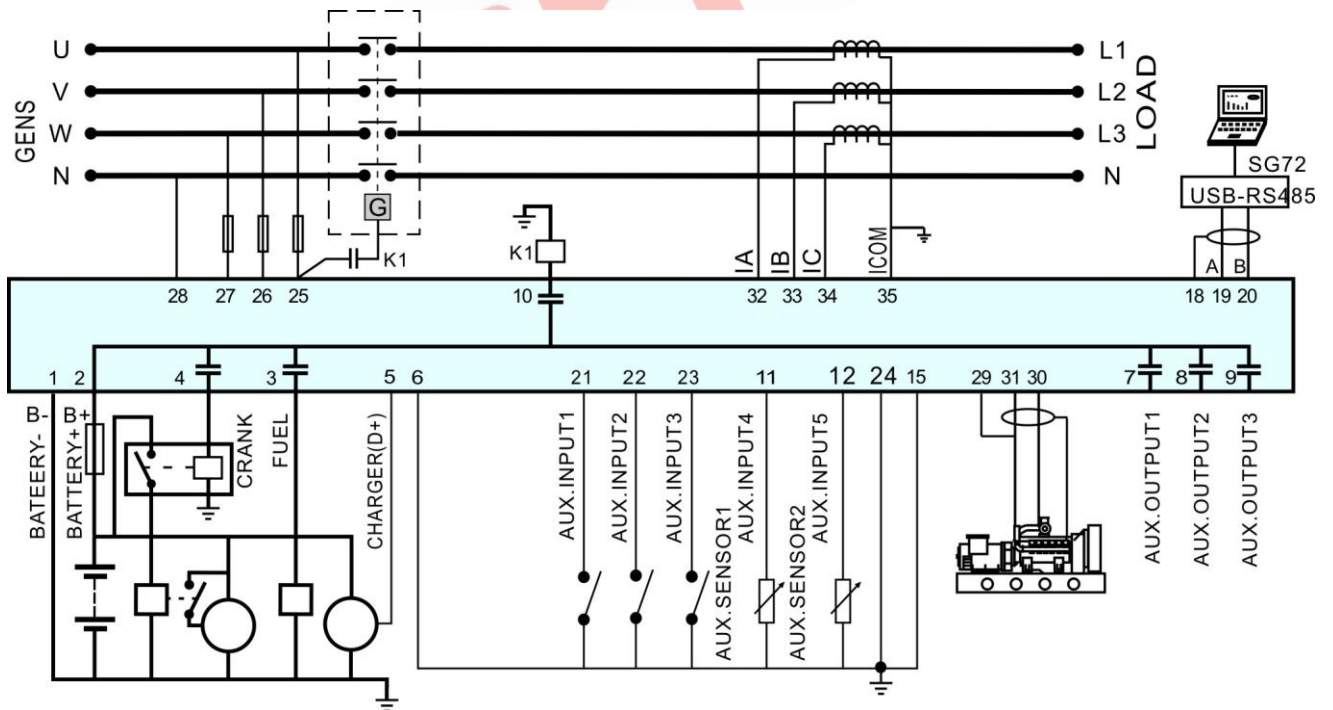 U
V
W
N
GENS
L1
L2
L3
N
LOAD
SG72
USB-RS485
G
K1
K1
IA
IB
IC
ICOM
A
B
28
27
26
25
10
32
33
34
35
18
19
20
1
2
4
3
5
6
21
22
23
11
12
24
15
29
31
30
7
8
9
B-
B+
BATEERY-
BATTERY+
CRANK
FUEL
CHARGER(D+)
AUX.INPUT1
AUX.INPUT2
AUX.INPUT3
AUX.SENSOR1
AUX.INPUT4
AUX.SENSOR2
AUX.INPUT5
AUX.OUTPUT1
AUX.OUTPUT2
AUX.OUTPUT3